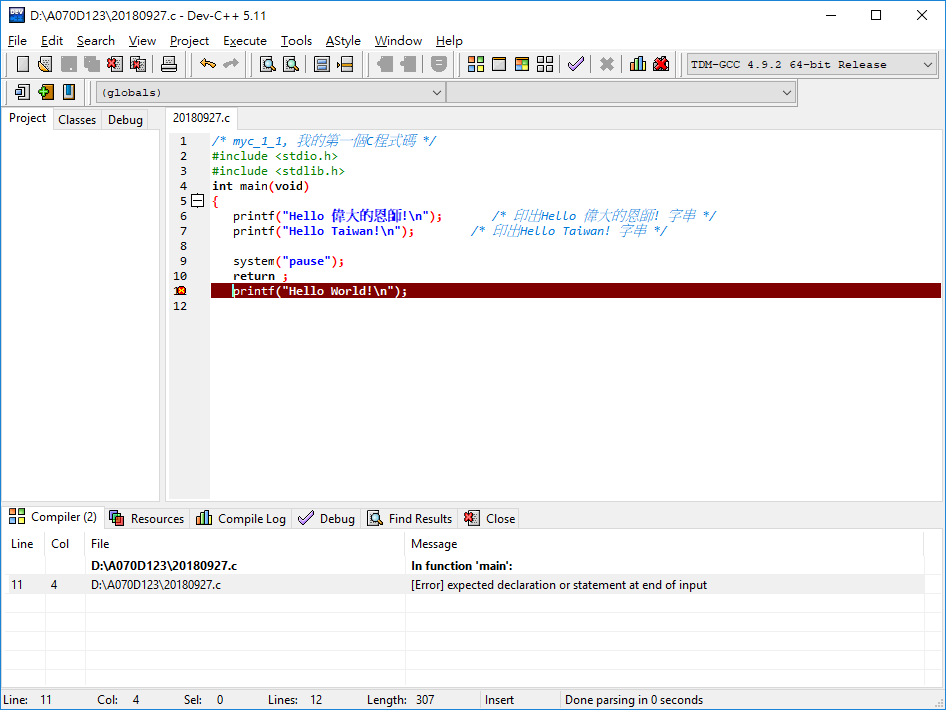 D:\A070D123\20180927.c - Dev-C++ 5.11
File Edit Search View Project Execute Tools AStyle Window Help
TDM-GCC 4.9.2 64-bit Release
(globals)
Project Classes Debug 20180927.c
1 /* myc_1_1, 我的第一個C程式碼 */
2 #include <stdio.h>
3 #include <stdlib.h>
4 int main(void)
5 {
6 printf("Hello 偉大的恩師!\n"); /* 印出Hello 偉大的恩師! 字串 */
7 printf("Hello Taiwan!\n"); /* 印出Hello Taiwan! 字串 */
8
9 system("pause");
10 return ;
printf("Hello World!\n");
12
Compiler (2) Resources Compile Log Debug Find Results Close
Line Col File Message
D:\A070D123\20180927.c In function 'main':
11 4 D:\A070D123\20180927.c [Error] expected declaration or statement at end of input
Line: 11 Col: 4 Sel: 0 Lines: 12 Length: 307 Insert Done parsing in 0 seconds